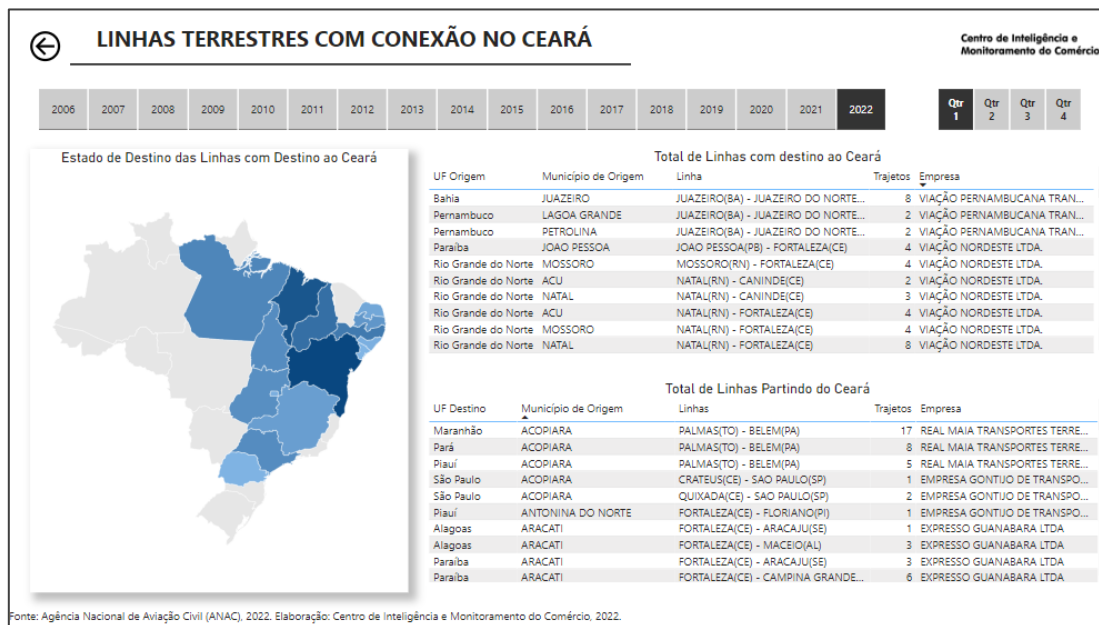 LINHAS TERRESTRES COM CONEXÃO NO CEARÁ
Centro de Inteligência e
Monitoramento do Comércio
2006 2007 2008 2009 2010 2011 2012 2013 2014 2015 2016 2017 2018 2019 2020 2021 2022
Qtr 1 Qtr 2 Qtr 3 Qtr 4
Estado de Destino das Linhas com Destino ao Ceará
Total de Linhas com destino ao Ceará
UF Origem Município de Origem Linha Trajetos Empresa
Bahia JUAZEIRO JUAZEIRO(BA) - JUAZEIRO DO NORTE... 8 VIAÇÃO PERNAMBUCANA TRAN...
Pernambuco LAGOA GRANDE JUAZEIRO(BA) - JUAZEIRO DO NORTE... 2 VIAÇÃO PERNAMBUCANA TRAN...
Pernambuco PETROLINA JUAZEIRO(BA) - JUAZEIRO DO NORTE... 2 VIAÇÃO PERNAMBUCANA TRAN...
Paraíba JOAO PESSOA JOAO PESSOA(PB) - FORTALEZA(CE) 4 VIAÇÃO NORDESTE LTDA.
Rio Grande do Norte MOSSORO MOSSORO(RN) - FORTALEZA(CE) 4 VIAÇÃO NORDESTE LTDA.
Rio Grande do Norte ACU NATAL(RN) - CANINDE(CE) 2 VIAÇÃO NORDESTE LTDA.
Rio Grande do Norte NATAL NATAL(RN) - CANINDE(CE) 3 VIAÇÃO NORDESTE LTDA.
Rio Grande do Norte ACU NATAL(RN) - FORTALEZA(CE) 4 VIAÇÃO NORDESTE LTDA.
Rio Grande do Norte MOSSORO NATAL(RN) - FORTALEZA(CE) 4 VIAÇÃO NORDESTE LTDA.
Rio Grande do Norte NATAL NATAL(RN) - FORTALEZA(CE) 8 VIAÇÃO NORDESTE LTDA.
Total de Linhas Partindo do Ceará
UF Destino Município de Origem Linhas Trajetos Empresa
Maranhão ACOPIARA PALMAS(TO) - BELEM(PA) 17 REAL MAIA TRANSPORTES TERRE...
Pará ACOPIARA PALMAS(TO) - BELEM(PA) 8 REAL MAIA TRANSPORTES TERRE...
Piauí ACOPIARA PALMAS(TO) - BELEM(PA) 5 REAL MAIA TRANSPORTES TERRE...
São Paulo ACOPIARA CRATEUS(CE) - SAO PAULO(SP) 1 EMPRESA GONTIJO DE TRANSPO...
São Paulo ACOPIARA QUIXADA(CE) - SAO PAULO(SP) 2 EMPRESA GONTIJO DE TRANSPO...
Piauí ANTONINA DO NORTE FORTALEZA(CE) - FLORIANO(PI) 1 EMPRESA GONTIJO DE TRANSPO...
Alagoas ARACATI FORTALEZA(CE) - ARACAJU(SE) 1 EXPRESSO GUANABARA LTDA
Alagoas ARACATI FORTALEZA(CE) - MACEIO(AL) 3 EXPRESSO GUANABARA LTDA
Paraíba ARACATI FORTALEZA(CE) - ARACAJU(SE) 3 EXPRESSO GUANABARA LTDA
Paraíba ARACATI FORTALEZA(CE) - CAMPINA GRANDE... 6 EXPRESSO GUANABARA LTDA
Fonte: Agência Nacional de Aviação Civil (ANAC), 2022. Elaboração: Centro de Inteligência e Monitoramento do Comércio, 2022.